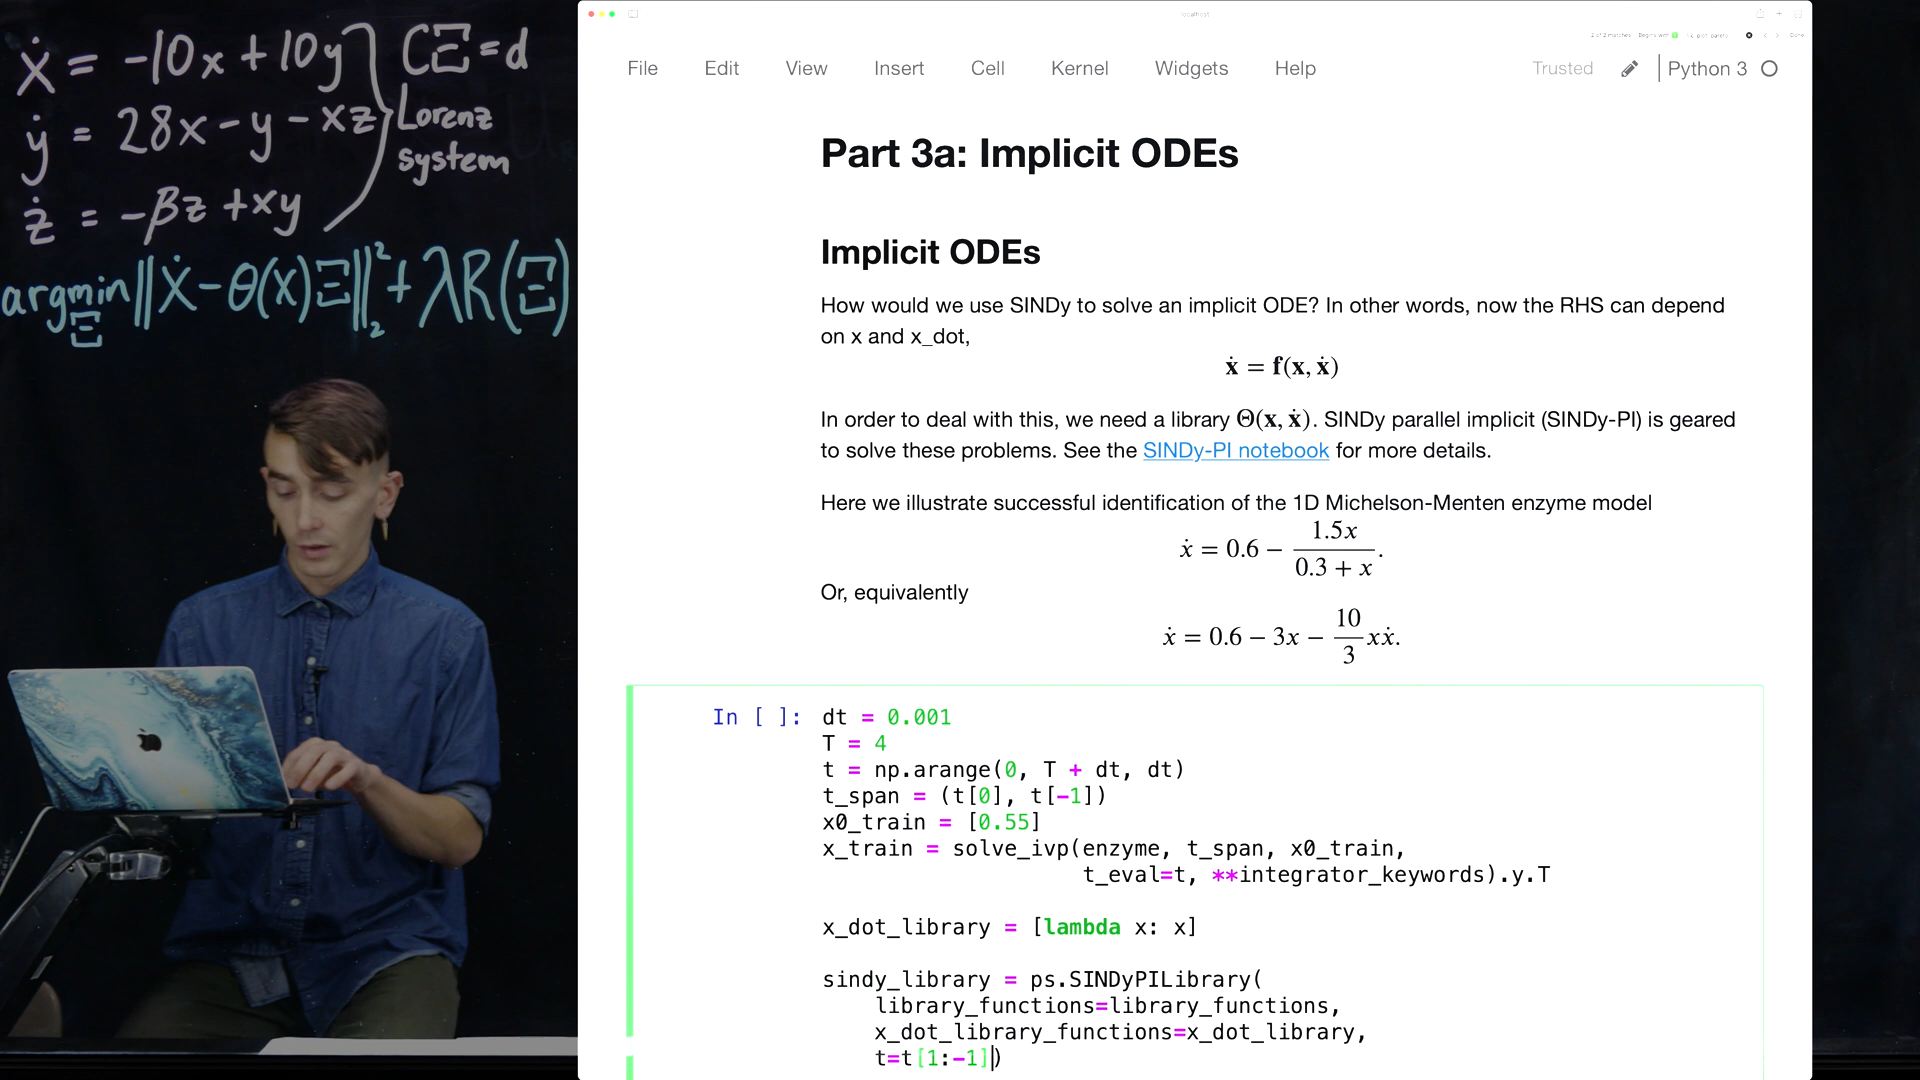 ẋ = -10x + 10y
ẏ = 28x - y - xz
ż = -βz + xy
CΞ = d
Lorenz
system
argmin ‖Ẋ - θ(X)Ξ‖²₂ + λR(Ξ)
Ξ
localhost
File Edit View Insert Cell Kernel Widgets Help Trusted Python 3
Part 3a: Implicit ODEs
Implicit ODEs
How would we use SINDy to solve an implicit ODE? In other words, now the RHS can depend
on x and x_dot,
ẋ = f(x, ẋ)
In order to deal with this, we need a library Θ(x, ẋ). SINDy parallel implicit (SINDy-PI) is geared
to solve these problems. See the SINDy-PI notebook for more details.
Here we illustrate successful identification of the 1D Michelson-Menten enzyme model
ẋ = 0.6 − 1.5x / 0.3 + x.
Or, equivalently
ẋ = 0.6 − 3x − 10/3 xẋ.
In [ ]: dt = 0.001
T = 4
t = np.arange(0, T + dt, dt)
t_span = (t[0], t[-1])
x0_train = [0.55]
x_train = solve_ivp(enzyme, t_span, x0_train,
t_eval=t, **integrator_keywords).y.T
x_dot_library = [lambda x: x]
sindy_library = ps.SINDyPILibrary(
library_functions=library_functions,
x_dot_library_functions=x_dot_library,
t=t[1:-1])